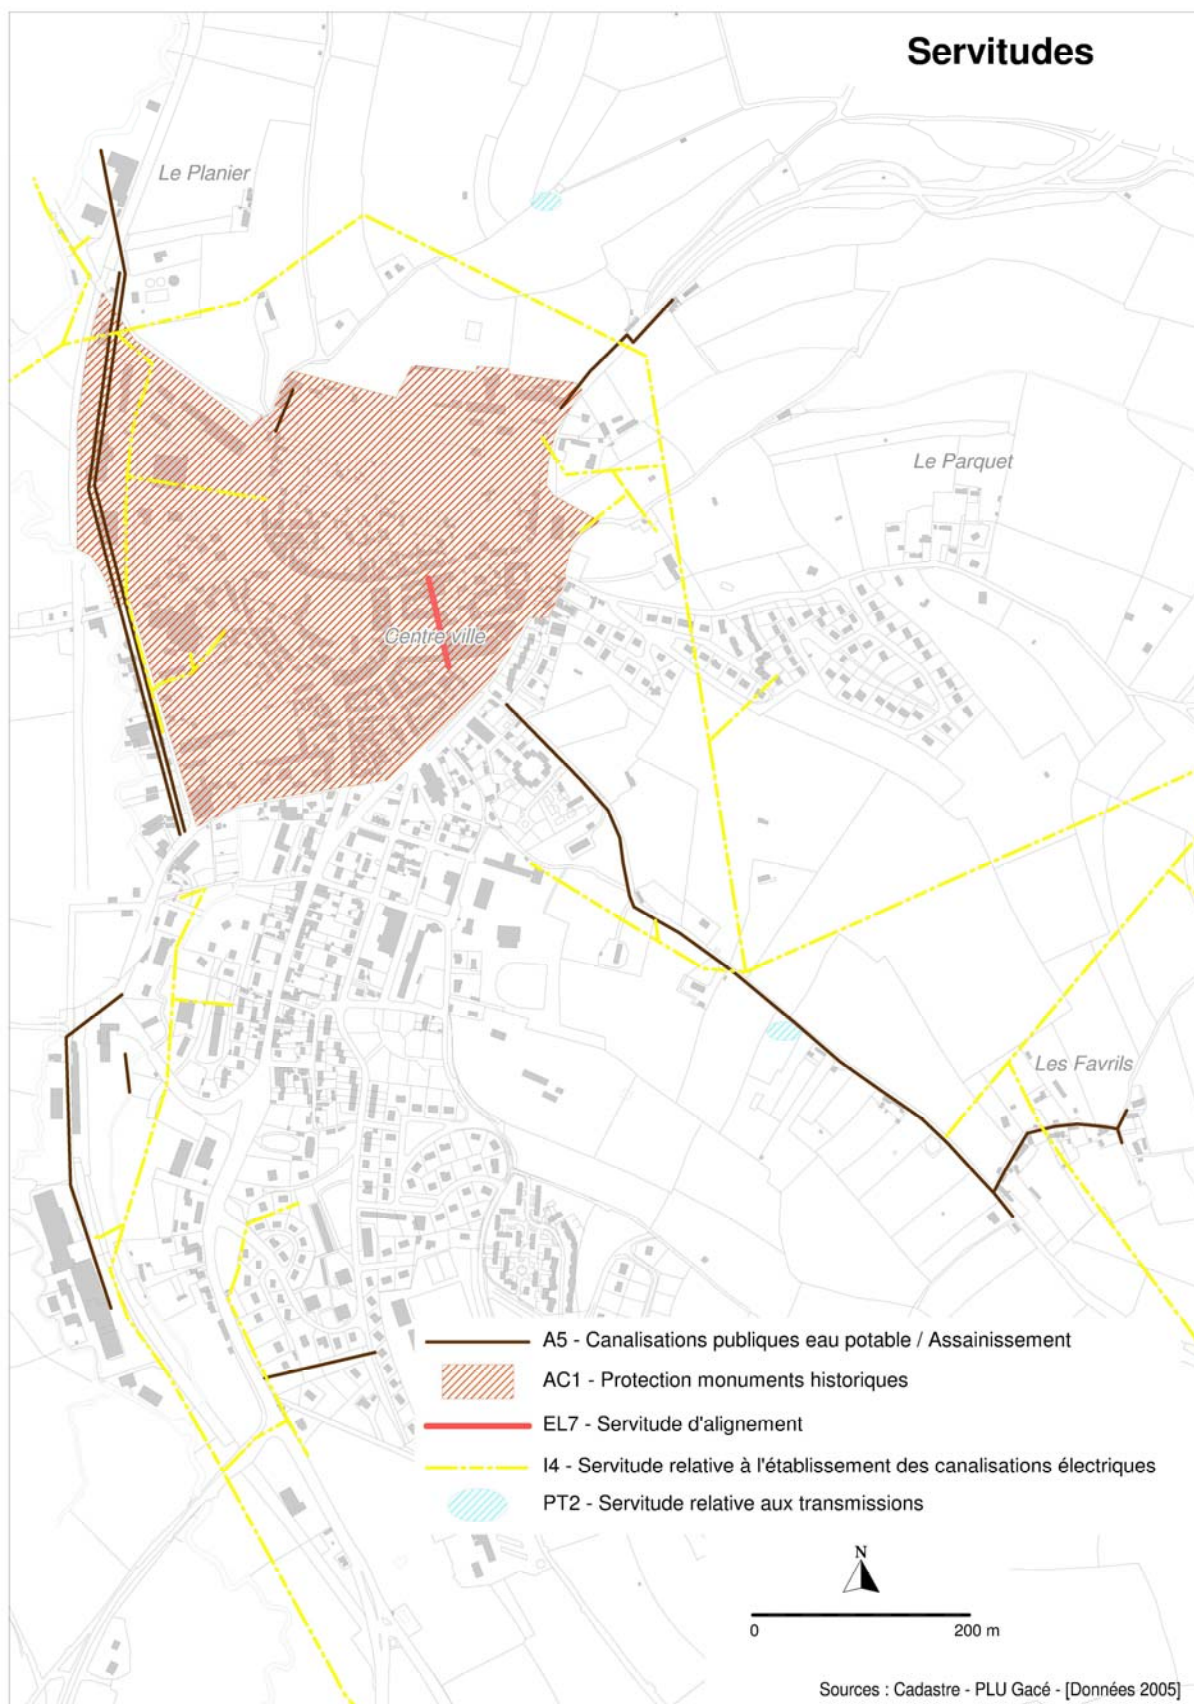 Servitudes
Le Planier
Le Parquet
Centre ville
Les Favrils
A5 - Canalisations publiques eau potable / Assainissement
AC1 - Protection monuments historiques
EL7 - Servitude d'alignement
I4 - Servitude relative à l'établissement des canalisations électriques
PT2 - Servitude relative aux transmissions
N
0 200 m
Sources : Cadastre - PLU Gacé - [Données 2005]